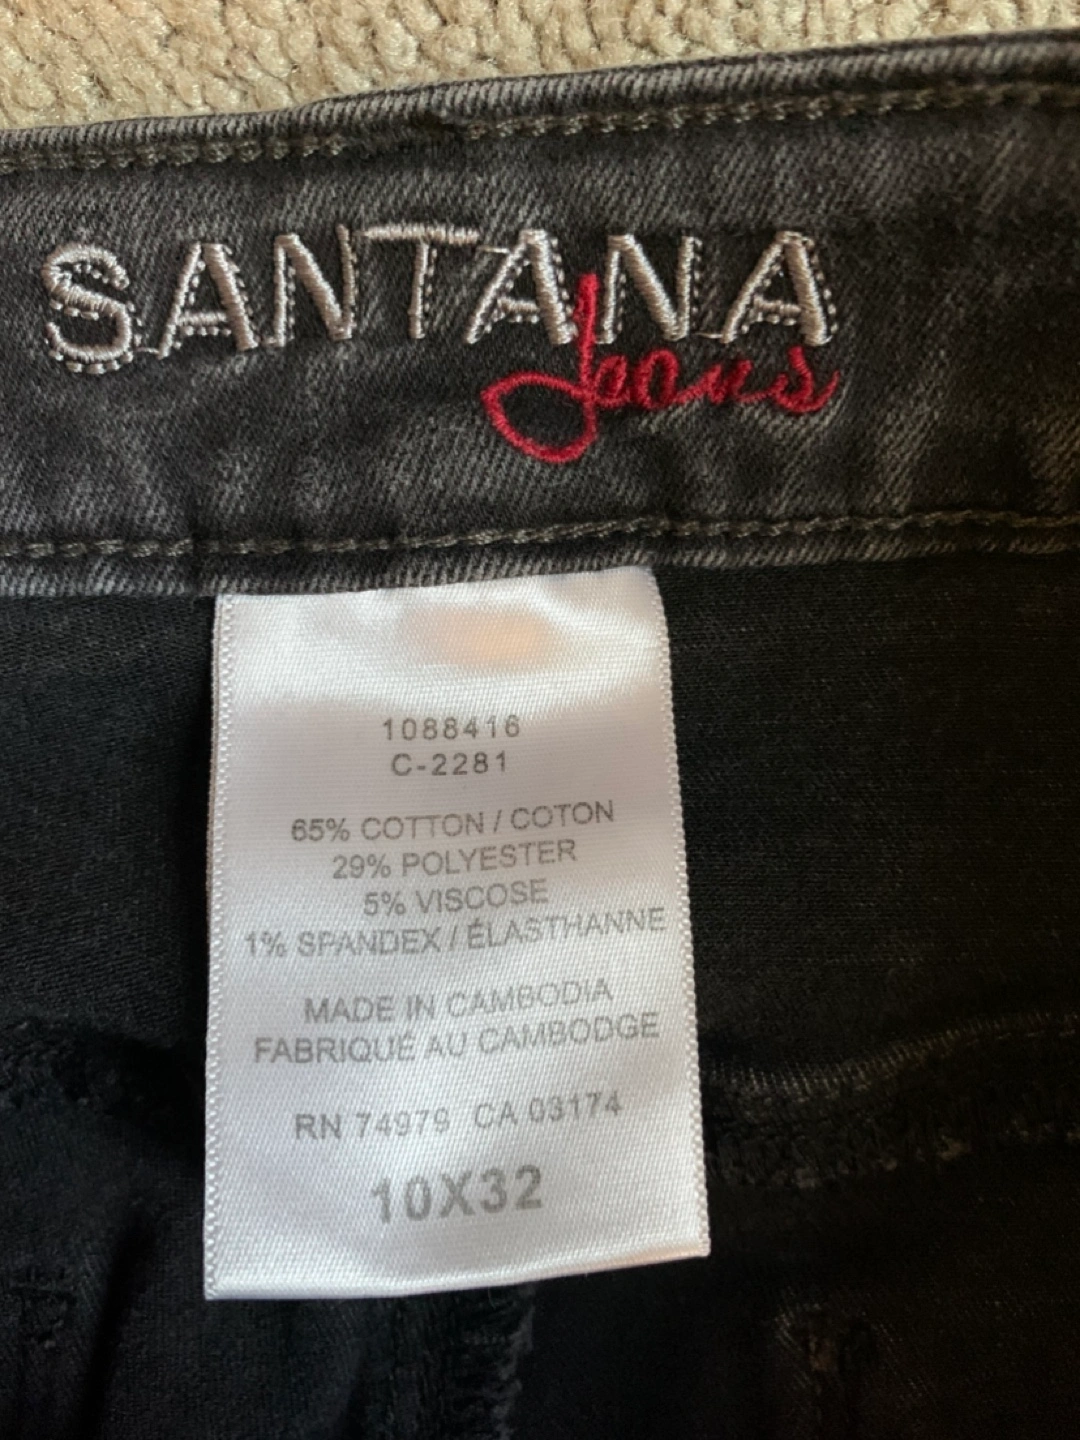 SANTANA
Jeans
1088416
C-2281
65% COTTON / COTON
29% POLYESTER
5% VISCOSE
1% SPANDEX / ÉLASTHANNE
MADE IN CAMBODIA
FABRIQUÉ AU CAMBODGE
RN 74979 CA 03174
10X32